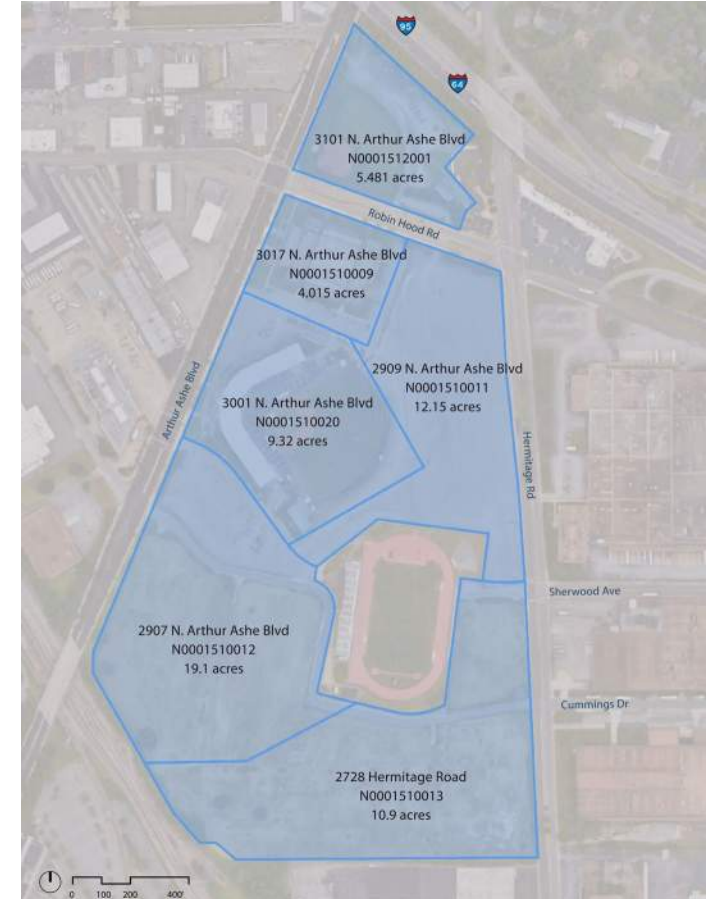 95
64
3101 N. Arthur Ashe Blvd
N0001512001
5.481 acres
Robin Hood Rd
3017 N. Arthur Ashe Blvd
N0001510009
4.015 acres
2909 N. Arthur Ashe Blvd
N0001510011
12.15 acres
Arthur Ashe Blvd
3001 N. Arthur Ashe Blvd
N0001510020
9.32 acres
Hermitage Rd
Sherwood Ave
2907 N. Arthur Ashe Blvd
N0001510012
19.1 acres
Cummings Dr
2728 Hermitage Road
N0001510013
10.9 acres
0 100 200 400'